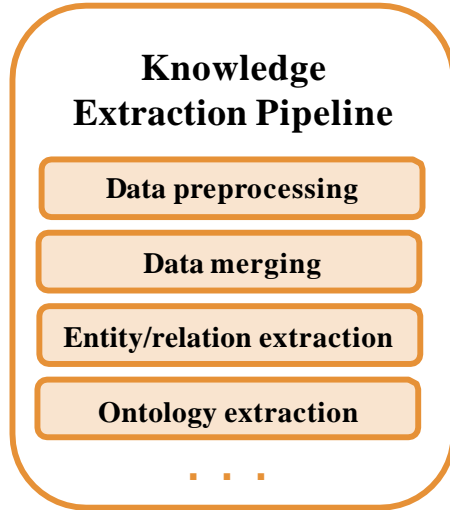 Knowledge
Extraction Pipeline
Data preprocessing
Data merging
Entity/relation extraction
Ontology extraction
. . .